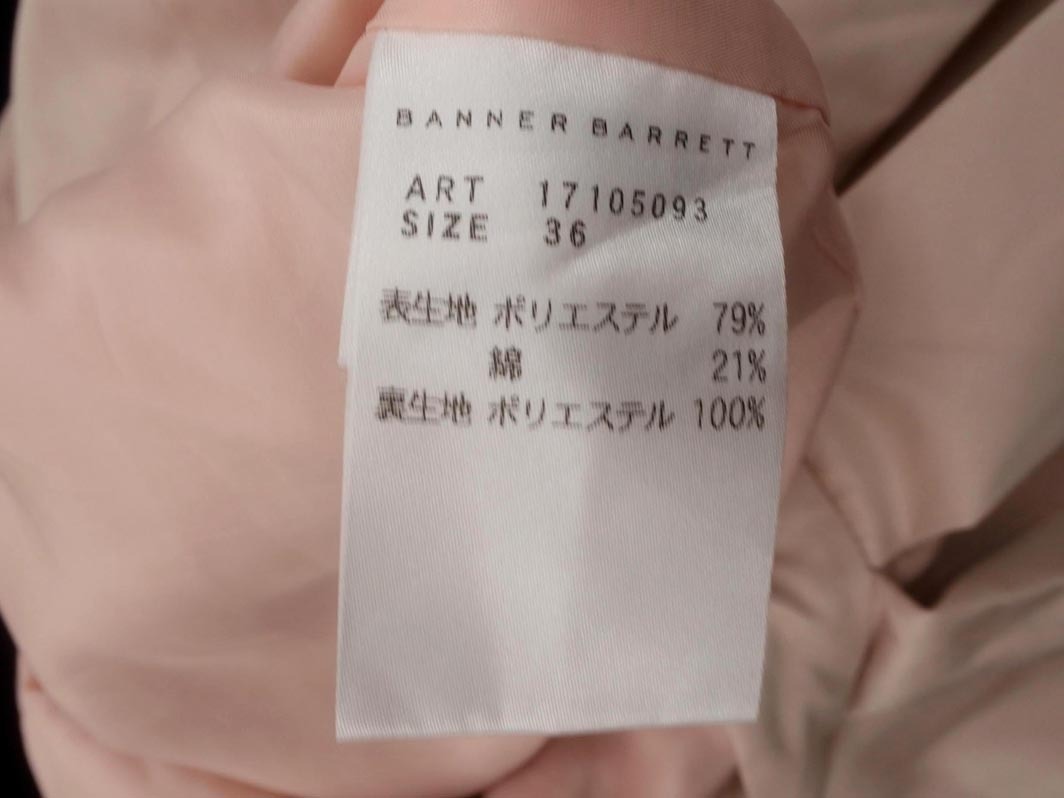 BANNER BARRETT
ART 17105093
SIZE 36
表生地 ポリエステル 79%
綿 21%
裏生地 ポリエステル 100%